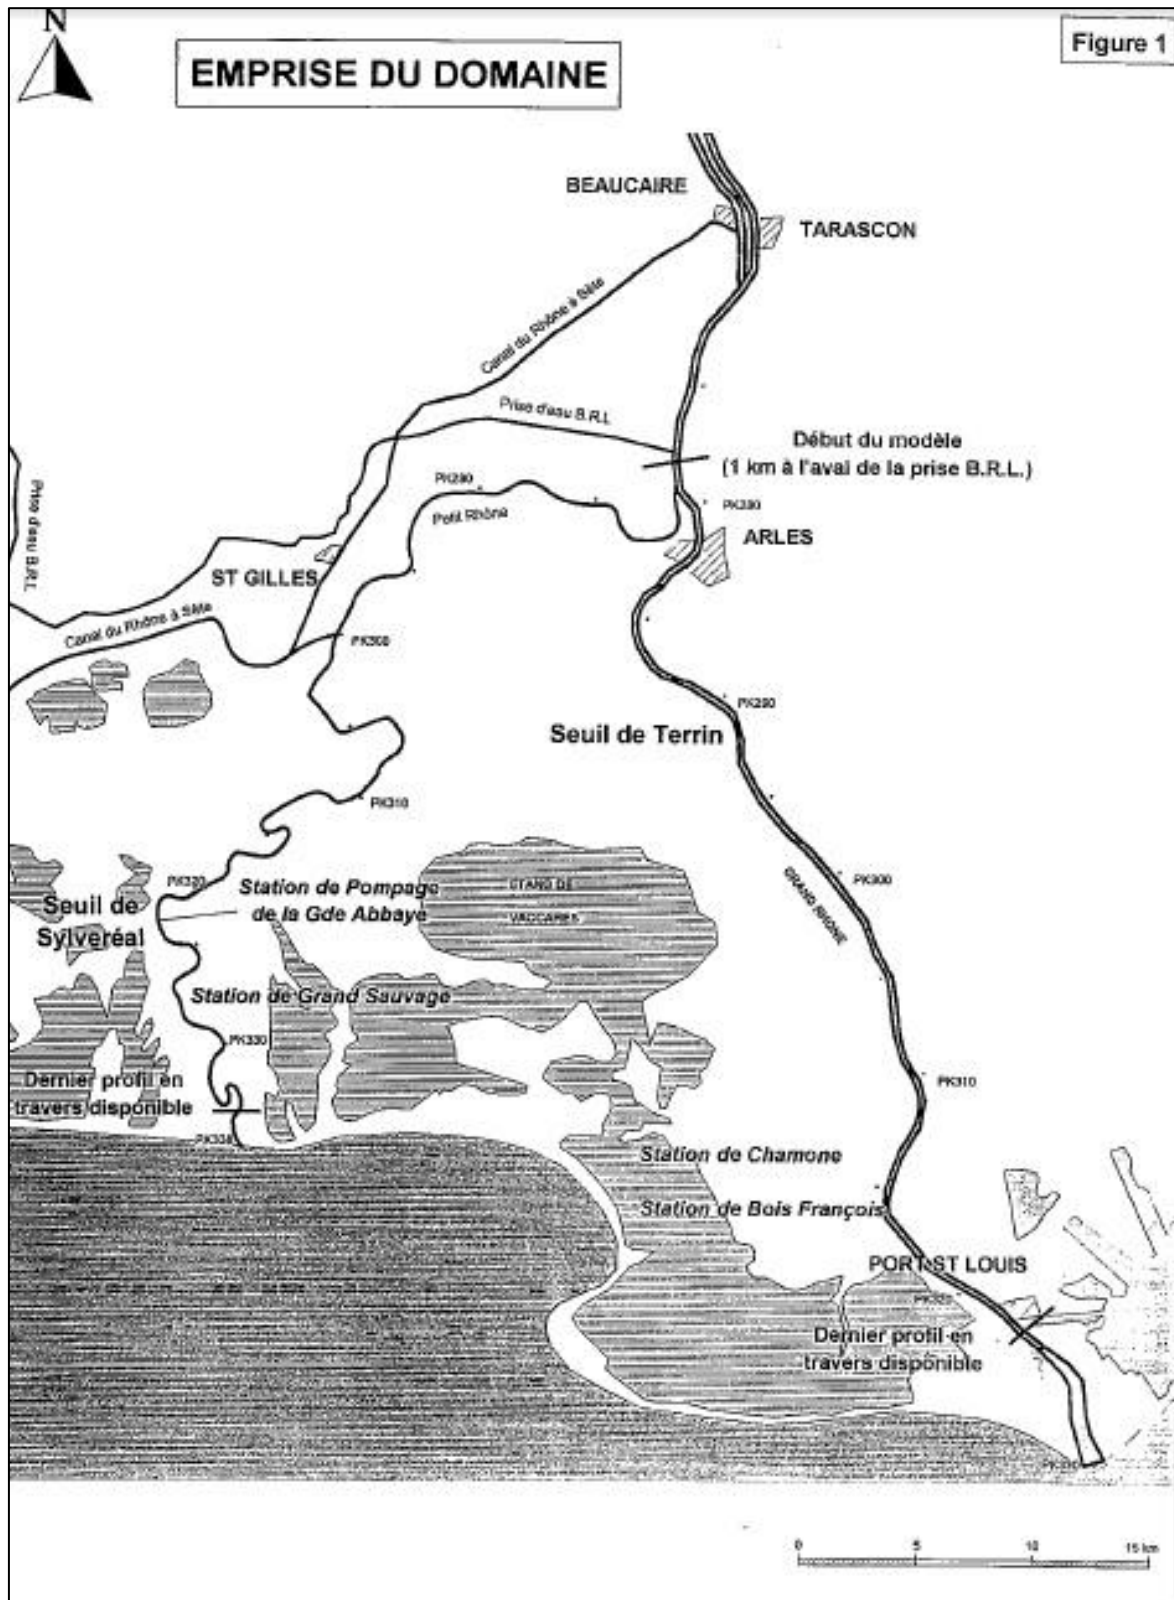 N
Figure 1
EMPRISE DU DOMAINE
BEAUCAIRE
TARASCON
Canal du Rhône à Sète
Prise d'eau B.R.L
Début du modèle
(1 km à l'aval de la prise B.R.L.)
PK290
PK280
Petit Rhône
Prise d'eau B.R.L.
ARLES
ST GILLES
Canal du Rhône à Sète
PK300
PK290
Seuil de Terrin
PK310
PK320
Station de Pompage
de la Gde Abbaye
ETANG DE
VACCARES
PK300
GRAND RHONE
Seuil de
Sylveréal
Station de Grand Sauvage
PK330
PK310
Dernier profil en
travers disponible
Station de Chamone
Station de Bois François
PORT ST LOUIS
PK320
Dernier profil en
travers disponible
0
5
10
15 km